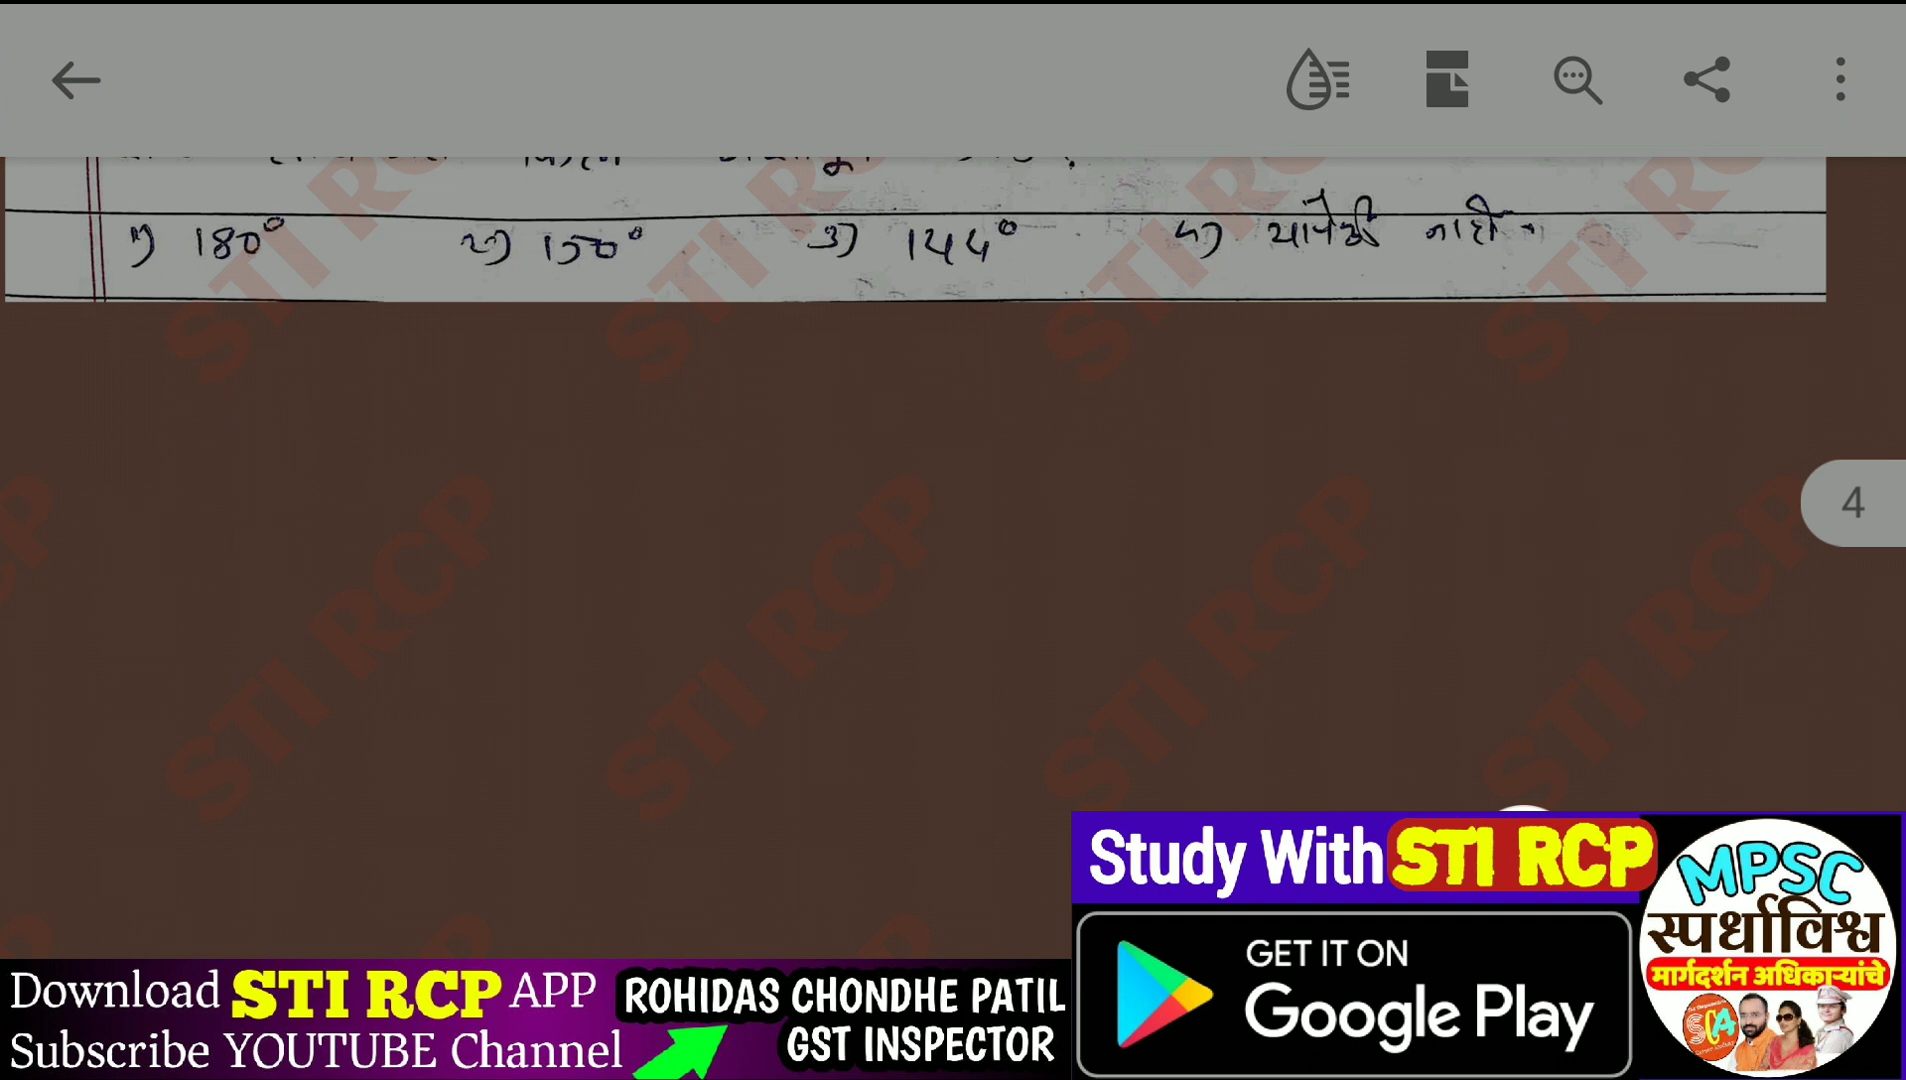 १) 180° २) 150° ३) 144° ४) यापैकी नाही
STI RCP
4
Study With STI RCP
GET IT ON
Google Play
MPSC
स्पर्धाविश्व
मार्गदर्शन अधिकाऱ्यांचे
SCA
Download STI RCP APP
Subscribe YOUTUBE Channel
ROHIDAS CHONDHE PATIL
GST INSPECTOR